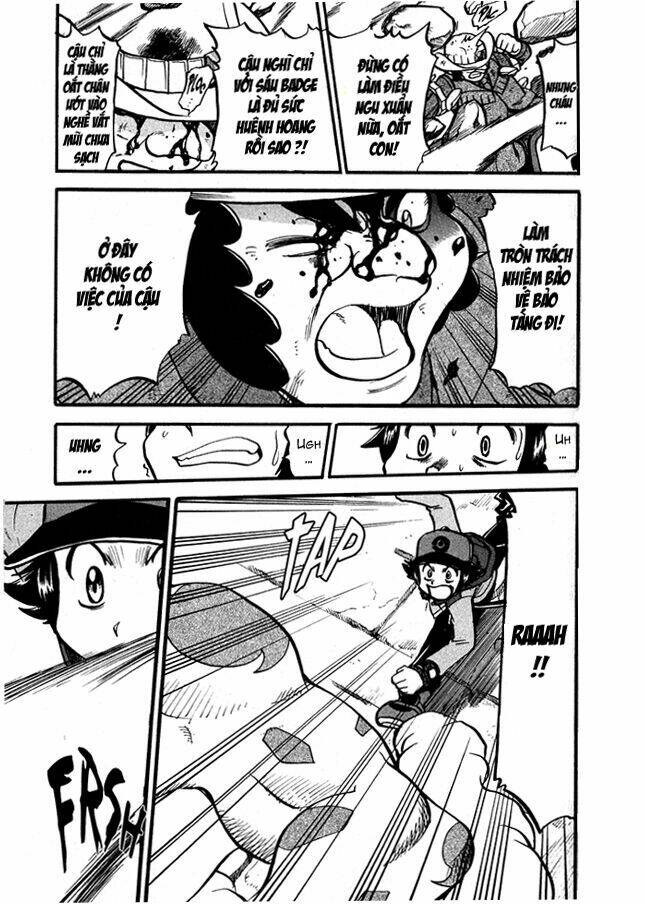 NHƯNG
CHÁU
...
ĐỪNG CÓ
LÀM ĐIỀU
NGU XUẨN
NỮA, OẮT
CON!
CẬU NGHĨ CHỈ
VỚI SÁU BADGE
LÀ ĐỦ SỨC
HUÊNH HOANG
RỒI SAO ?!
CẬU CHỈ
LÀ THẰNG
OẮT CHÂN
ƯỚT VÀO
NGHỀ VẮT
MŨI CHƯA
SẠCH
LÀM
TRÒN TRÁCH
NHIỆM BẢO
VỆ BẢO
TÀNG ĐI!
Ở ĐÂY
KHÔNG CÓ
VIỆC CỦA CẬU
!
UH
...
UGH
...
UHNG
...
TAP
RAAAH
!!
FRSH